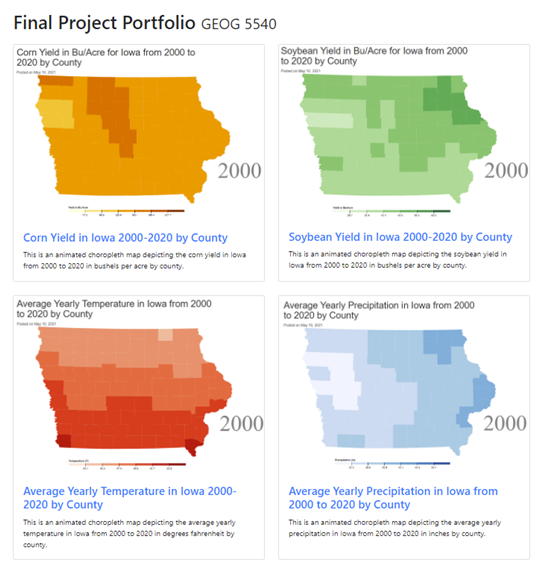 Final Project Portfolio GEOG 5540
Corn Yield in Bu/Acre for Iowa from 2000 to
2020 by County
Posted on May 10, 2021
2000
Yield in Bu/Acre
Corn Yield in Iowa 2000-2020 by County
This is an animated choropleth map depicting the corn yield in Iowa
from 2000 to 2020 in bushels per acre by county.
Soybean Yield in Bu/Acre for Iowa from 2000
to 2020 by County
Posted on May 10, 2021
2000
Yield in Bu/Acre
Soybean Yield in Iowa 2000-2020 by County
This is an animated choropleth map depicting the soybean yield in
Iowa from 2000 to 2020 in bushels per acre by county.
Average Yearly Temperature in Iowa from 2000
to 2020 by County
Posted on May 10, 2021
2000
Temperature (F)
Average Yearly Temperature in Iowa 2000-
2020 by County
This is an animated choropleth map depicting the average yearly
temperature in Iowa from 2000 to 2020 in degrees fahrenheit by
county.
Average Yearly Precipitation in Iowa from 2000
to 2020 by County
Posted on May 10, 2021
2000
Precipitation (in)
Average Yearly Precipitation in Iowa from
2000 to 2020 by County
This is an animated choropleth map depicting the average yearly
precipitation in Iowa from 2000 to 2020 in inches by county.